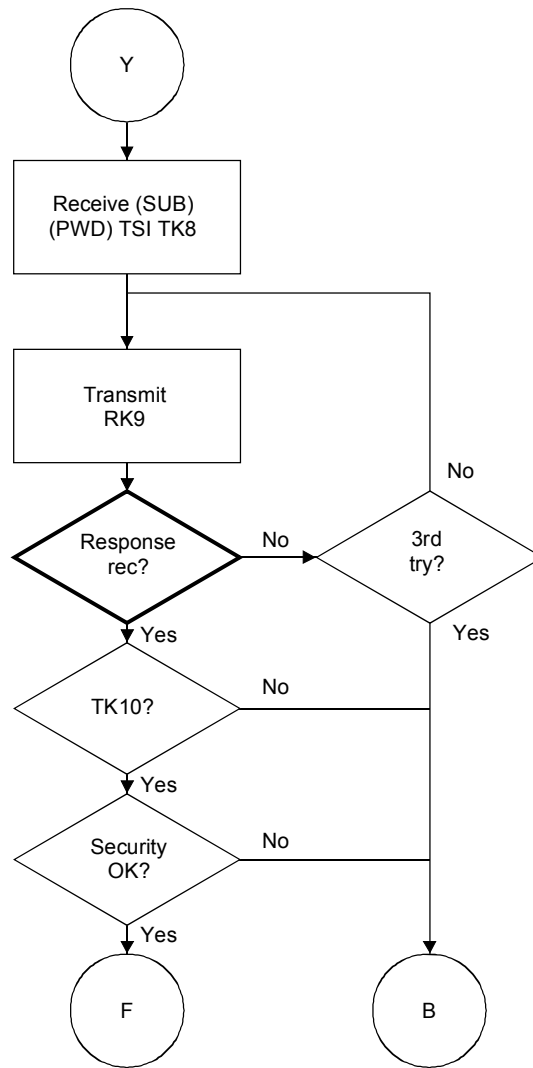 Y
Receive (SUB)
(PWD) TSI TK8
Transmit
RK9
No
Response
rec?
No
3rd
try?
Yes
Yes
TK10?
No
Yes
Security
OK?
No
Yes
F
B